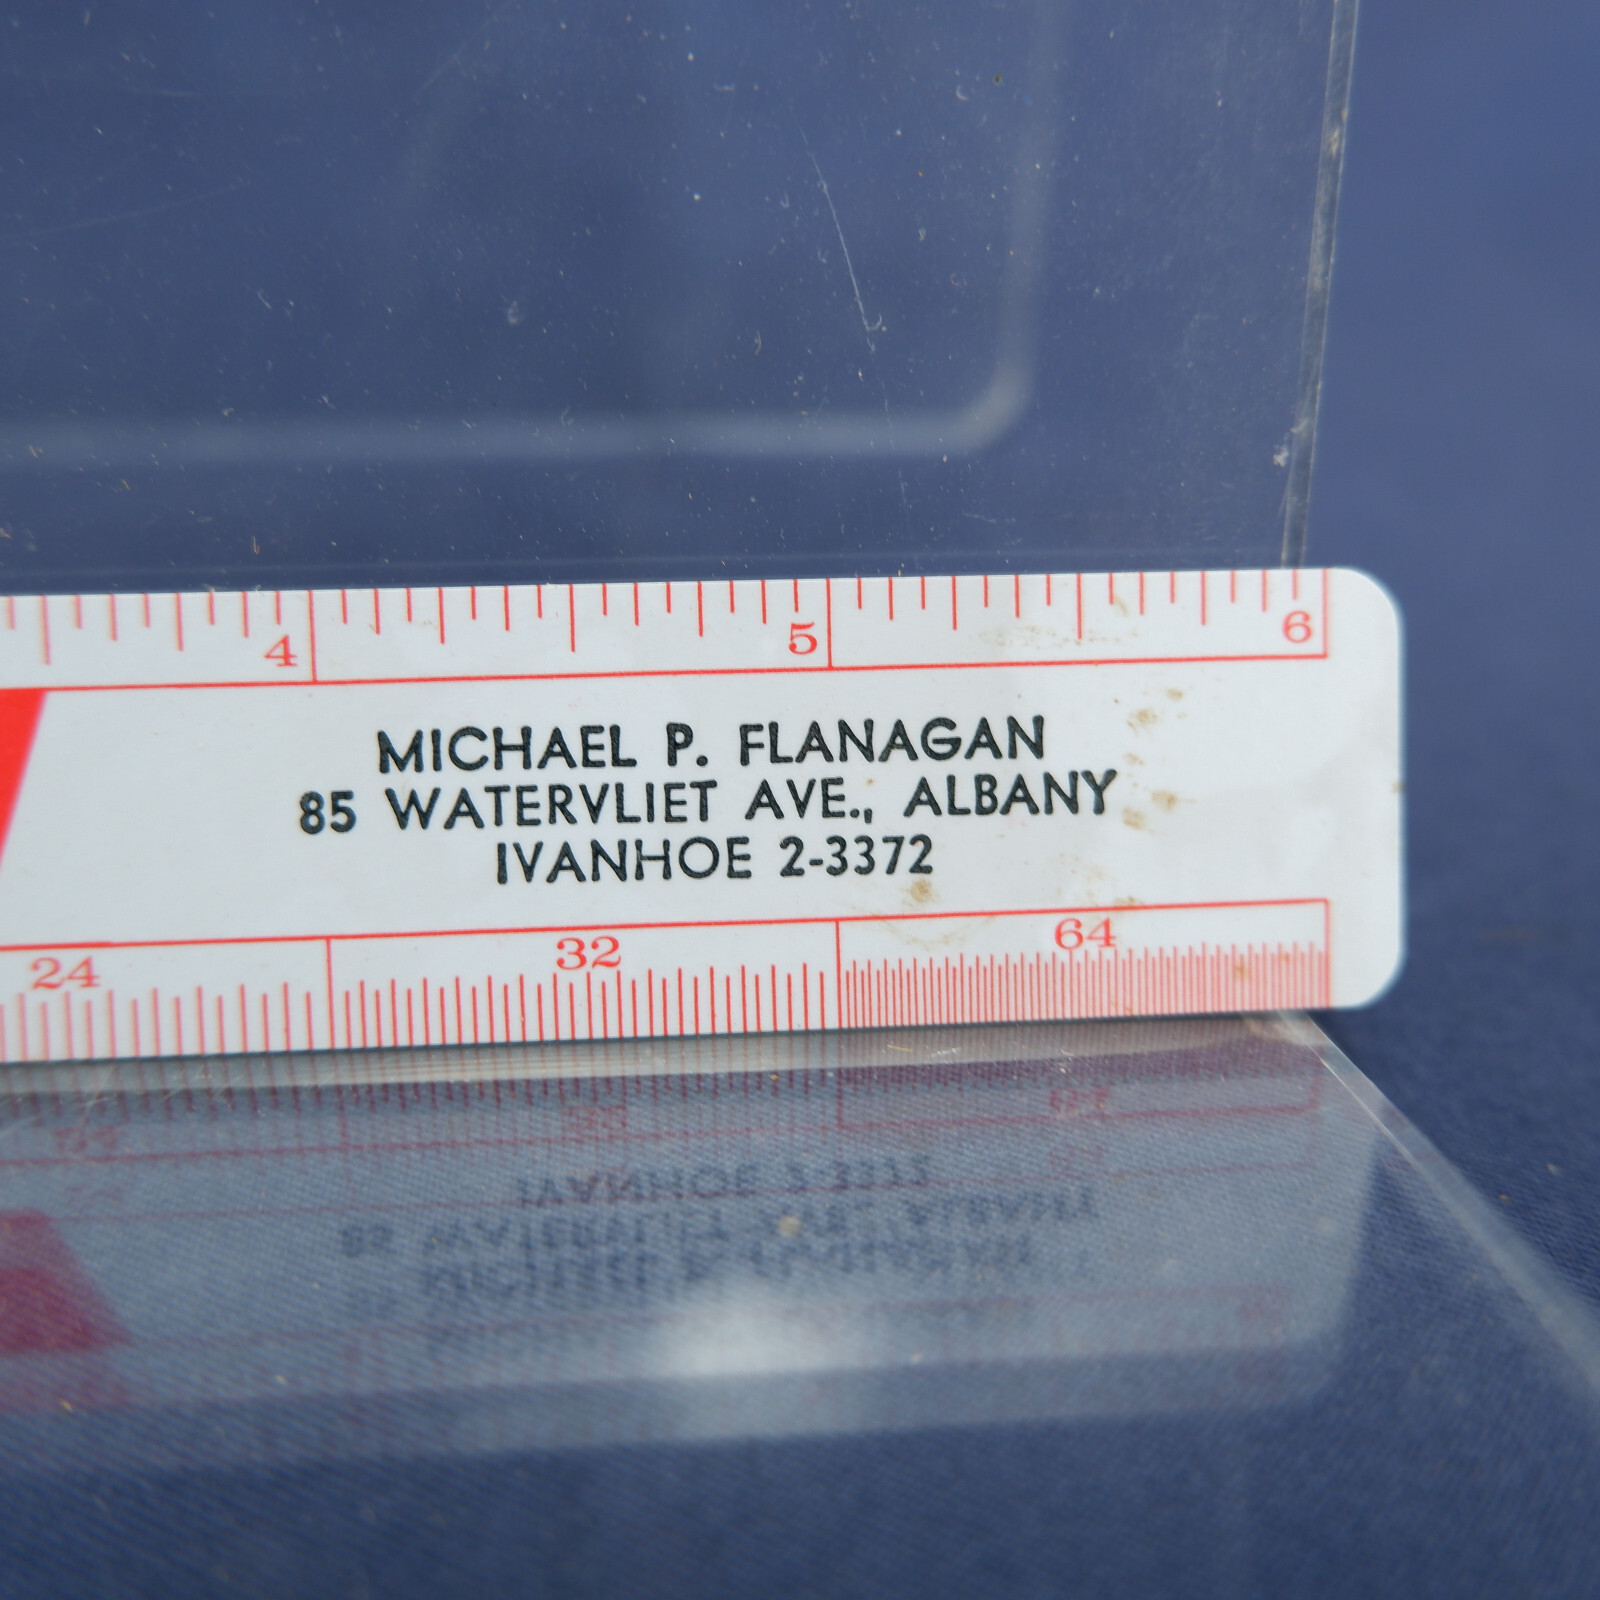 4 5 6
MICHAEL P. FLANAGAN
85 WATERVLIET AVE., ALBANY
IVANHOE 2-3372
24 32 64